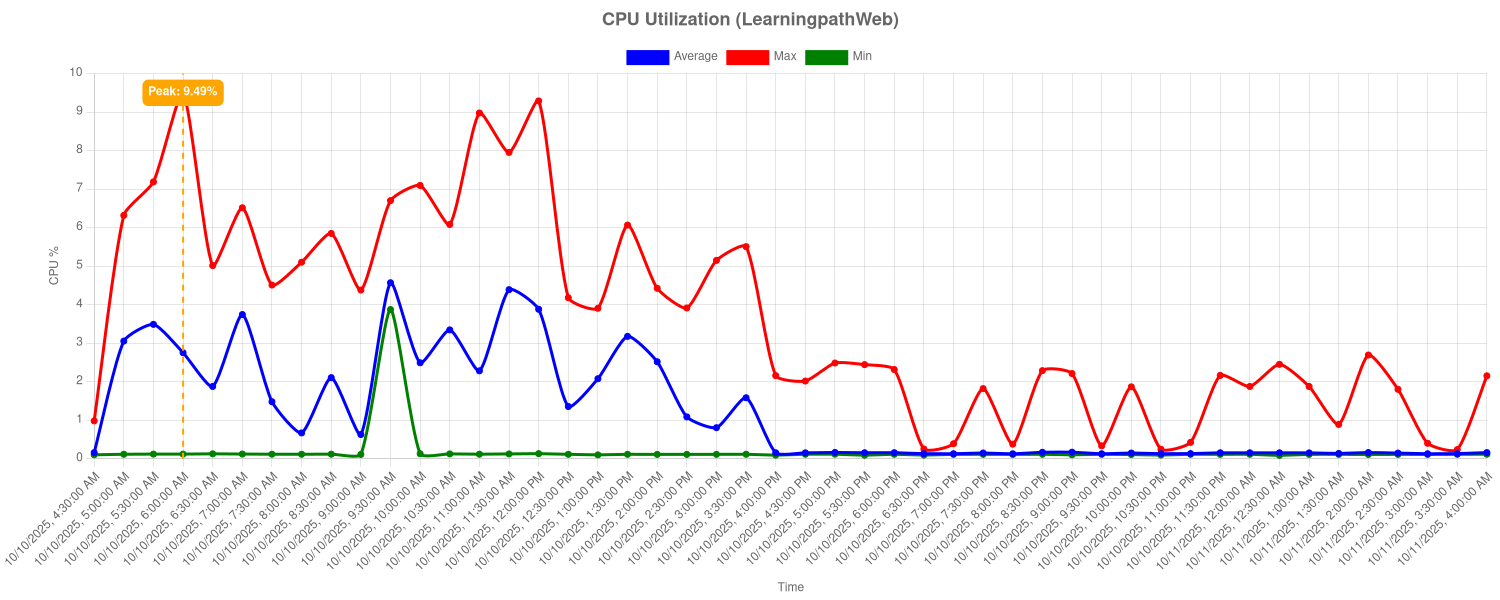 CPU Utilization (LearningpathWeb)
Average Max Min
10
Peak: 9.49%
9
8
7
6
5
4
3
2
1
0
CPU %
10/10/2025, 4:30:00 AM
10/10/2025, 5:00:00 AM
10/10/2025, 5:30:00 AM
10/10/2025, 6:00:00 AM
10/10/2025, 6:30:00 AM
10/10/2025, 7:00:00 AM
10/10/2025, 7:30:00 AM
10/10/2025, 8:00:00 AM
10/10/2025, 8:30:00 AM
10/10/2025, 9:00:00 AM
10/10/2025, 9:30:00 AM
10/10/2025, 10:00:00 AM
10/10/2025, 10:30:00 AM
10/10/2025, 11:00:00 AM
10/10/2025, 11:30:00 AM
10/10/2025, 12:00:00 PM
10/10/2025, 12:30:00 PM
10/10/2025, 1:00:00 PM
10/10/2025, 1:30:00 PM
10/10/2025, 2:00:00 PM
10/10/2025, 2:30:00 PM
10/10/2025, 3:00:00 PM
10/10/2025, 3:30:00 PM
10/10/2025, 4:00:00 PM
10/10/2025, 4:30:00 PM
10/10/2025, 5:00:00 PM
10/10/2025, 5:30:00 PM
10/10/2025, 6:00:00 PM
10/10/2025, 6:30:00 PM
10/10/2025, 7:00:00 PM
10/10/2025, 7:30:00 PM
10/10/2025, 8:00:00 PM
10/10/2025, 8:30:00 PM
10/10/2025, 9:00:00 PM
10/10/2025, 9:30:00 PM
10/10/2025, 10:00:00 PM
10/10/2025, 10:30:00 PM
10/10/2025, 11:00:00 PM
10/10/2025, 11:30:00 PM
10/11/2025, 12:00:00 AM
10/11/2025, 12:30:00 AM
10/11/2025, 1:00:00 AM
10/11/2025, 1:30:00 AM
10/11/2025, 2:00:00 AM
10/11/2025, 2:30:00 AM
10/11/2025, 3:00:00 AM
10/11/2025, 3:30:00 AM
10/11/2025, 4:00:00 AM
Time